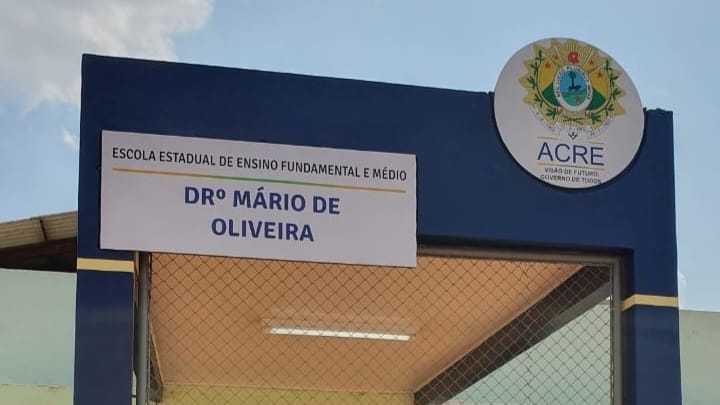 ESCOLA ESTADUAL DE ENSINO FUNDAMENTAL E MÉDIO
DRº MÁRIO DE
OLIVEIRA
ACRE
VISÃO DE FUTURO,
GOVERNO DE TODOS